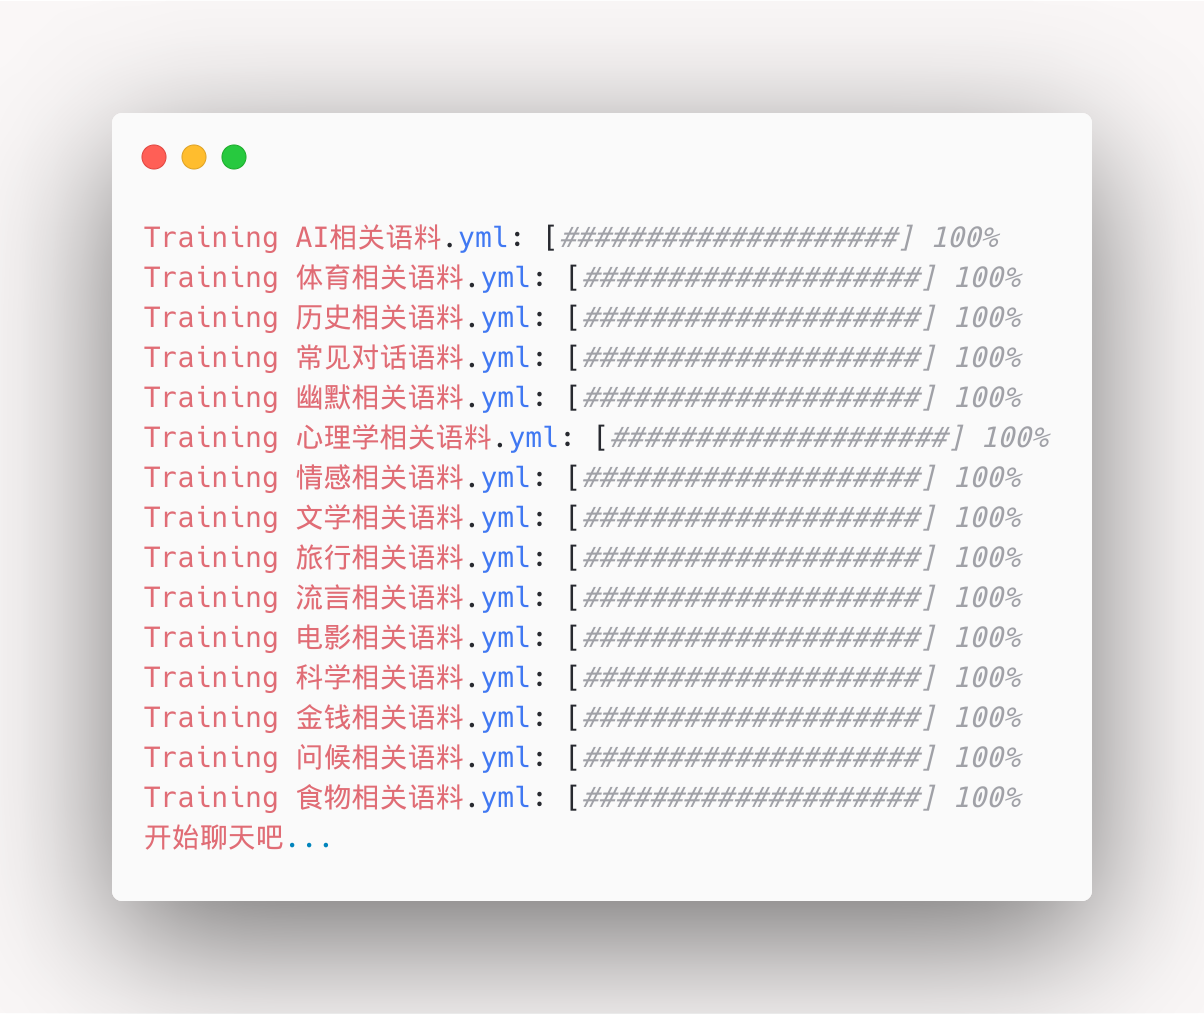 Training AI相关语料.yml: [####################] 100%
Training 体育相关语料.yml: [####################] 100%
Training 历史相关语料.yml: [####################] 100%
Training 常见对话语料.yml: [####################] 100%
Training 幽默相关语料.yml: [####################] 100%
Training 心理学相关语料.yml: [####################] 100%
Training 情感相关语料.yml: [####################] 100%
Training 文学相关语料.yml: [####################] 100%
Training 旅行相关语料.yml: [####################] 100%
Training 流言相关语料.yml: [####################] 100%
Training 电影相关语料.yml: [####################] 100%
Training 科学相关语料.yml: [####################] 100%
Training 金钱相关语料.yml: [####################] 100%
Training 问候相关语料.yml: [####################] 100%
Training 食物相关语料.yml: [####################] 100%
开始聊天吧...